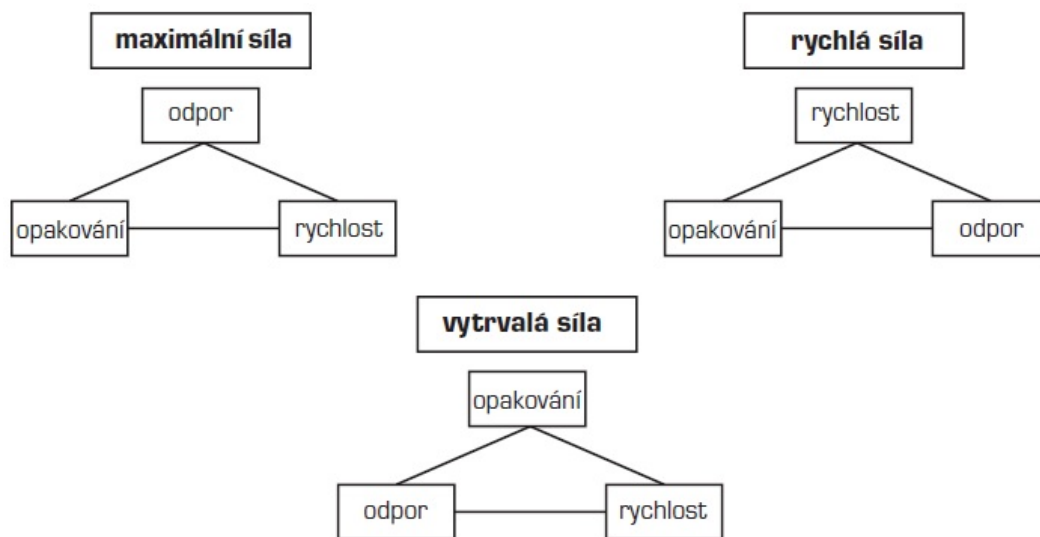 maximální síla
odpor
opakování
rychlost
rychlá síla
rychlost
opakování
odpor
vytrvalá síla
opakování
odpor
rychlost